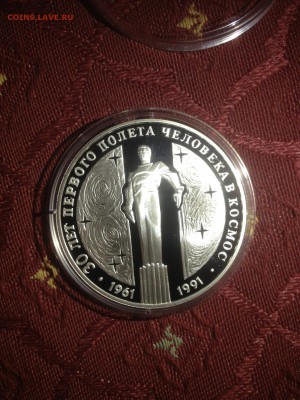 COINS.LAVE.RU
30 ЛЕТ ПЕРВОГО ПОЛЕТА ЧЕЛОВЕКА В КОСМОС
• 1961 1991 •